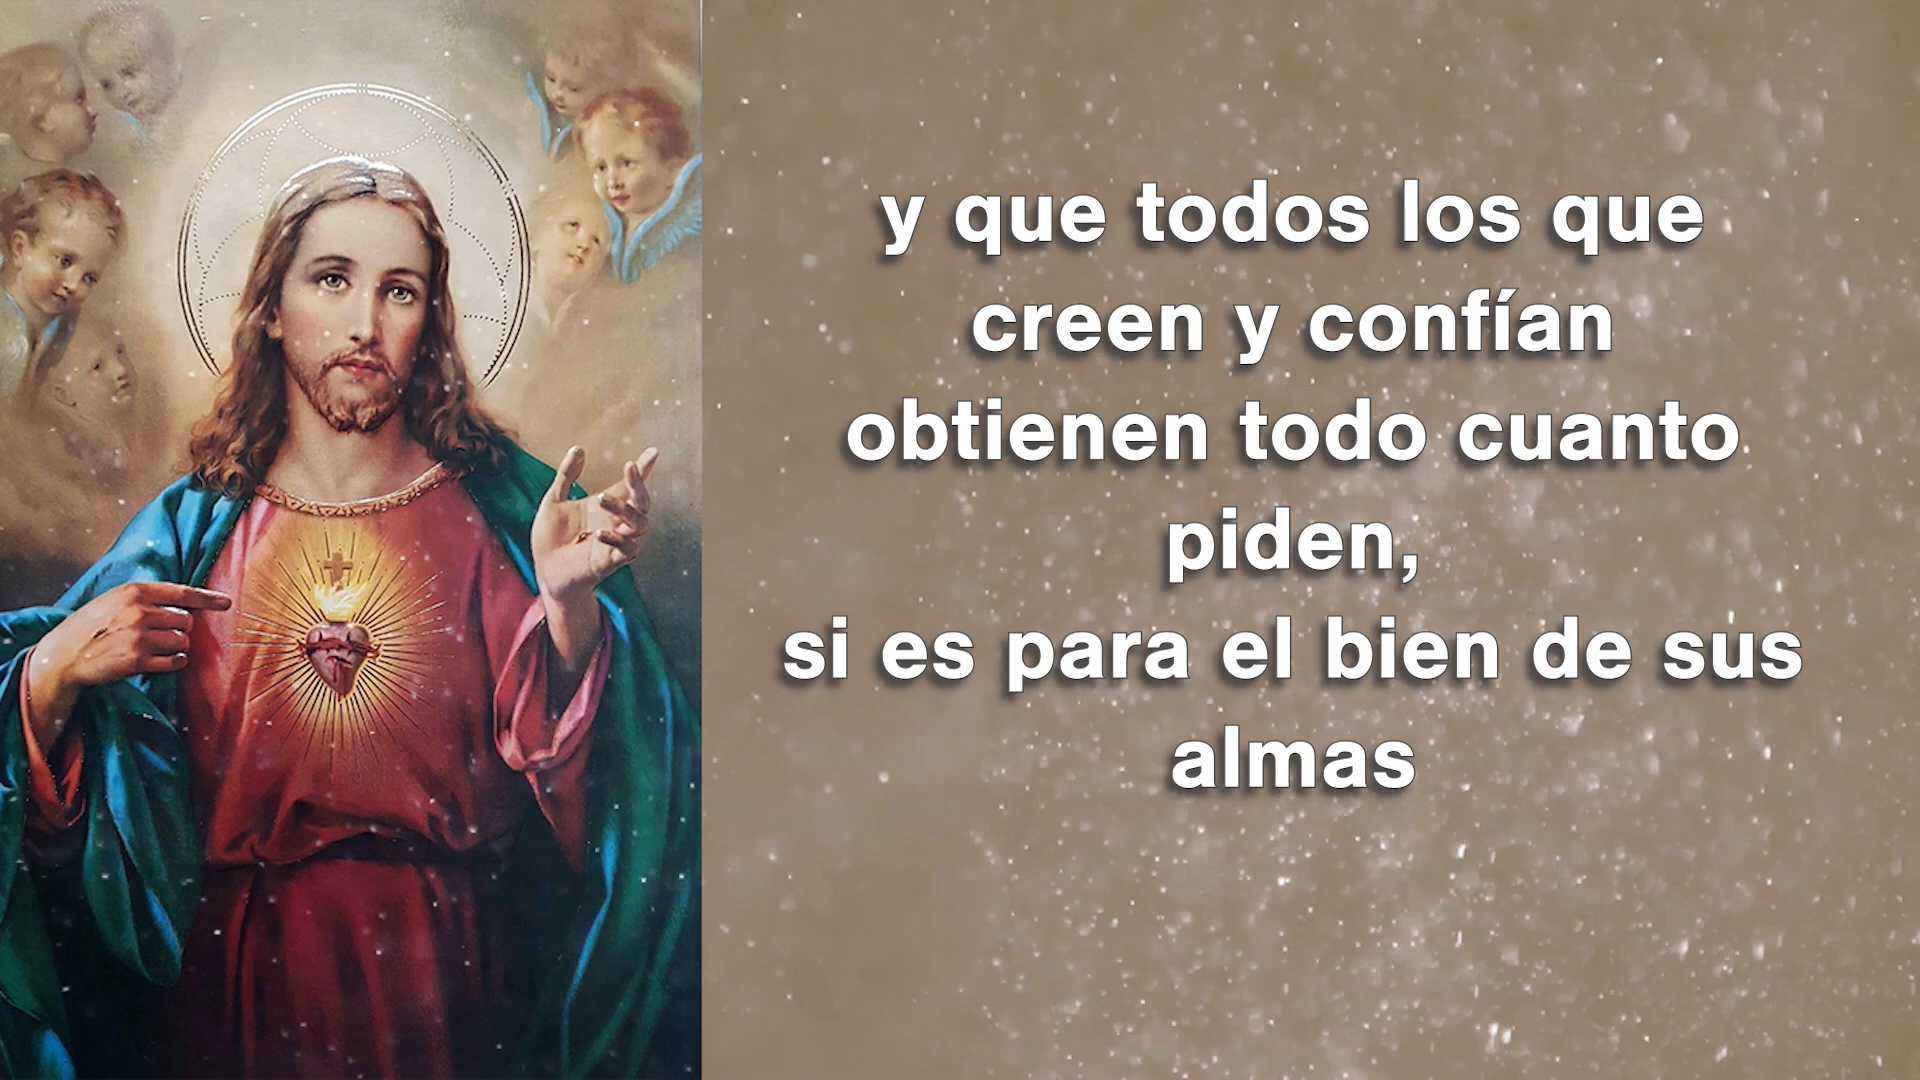 y que todos los que
creen y confían
obtienen todo cuanto
piden,
si es para el bien de sus
almas